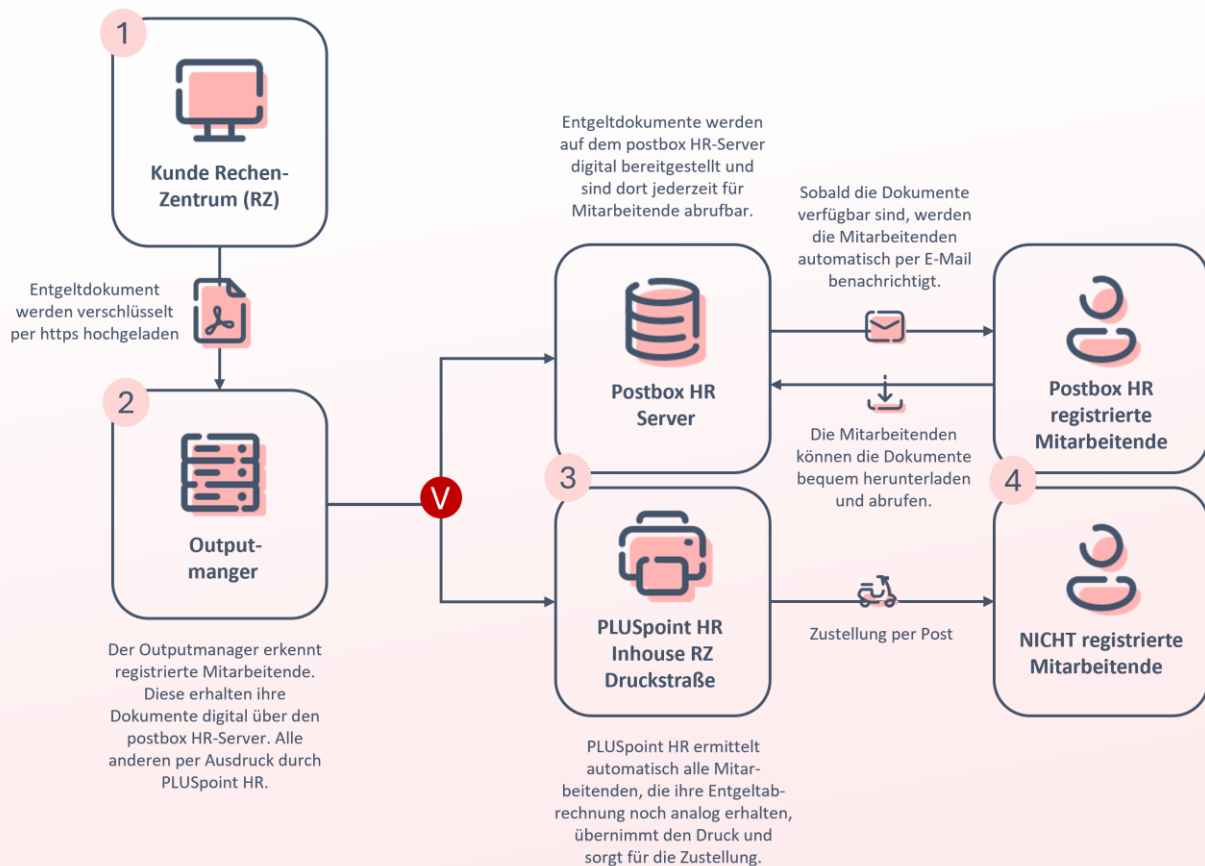 1
Kunde Rechen-
Zentrum (RZ)
Entgeltdokument
werden verschlüsselt
per https hochgeladen
2
Output-
manger
Der Outputmanager erkennt
registrierte Mitarbeitende.
Diese erhalten ihre
Dokumente digital über den
postbox HR-Server. Alle
anderen per Ausdruck durch
PLUSpoint HR.
V
Entgeltdokumente werden
auf dem postbox HR-Server
digital bereitgestellt und
sind dort jederzeit für
Mitarbeitende abrufbar.
Postbox HR
Server
3
PLUSpoint HR
Inhouse RZ
Druckstraße
PLUSpoint HR ermittelt
automatisch alle Mitar-
beitenden, die ihre Entgeltab-
rechnung noch analog erhalten,
übernimmt den Druck und
sorgt für die Zustellung.
Sobald die Dokumente
verfügbar sind, werden
die Mitarbeitenden
automatisch per E-Mail
benachrichtigt.
Die Mitarbeitenden
können die Dokumente
bequem herunterladen
und abrufen.
Zustellung per Post
Postbox HR
registrierte
Mitarbeitende
4
NICHT registrierte
Mitarbeitende